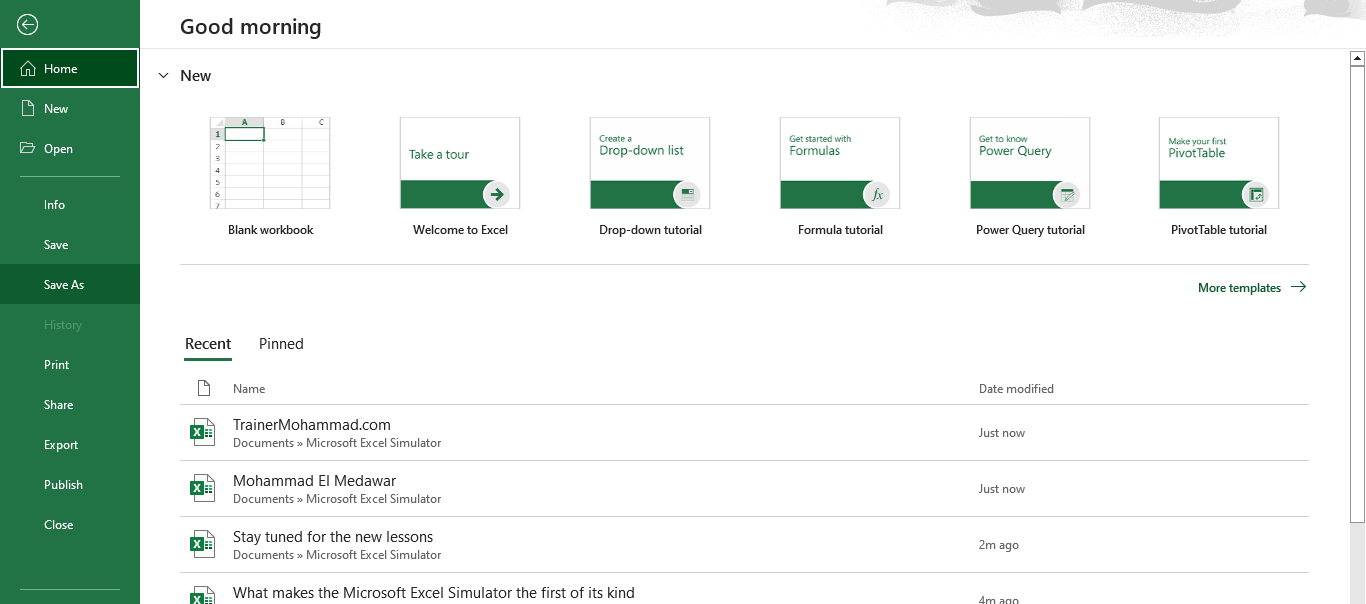 Good morning
Home
New
Open
Info
Save
Save As
History
Print
Share
Export
Publish
Close
New
A B C
1
2
3
4
5
6
7
Blank workbook
Take a tour
Welcome to Excel
Create a
Drop-down list
Drop-down tutorial
Get started with
Formulas
fx
Formula tutorial
Get to know
Power Query
Power Query tutorial
Make your first
PivotTable
PivotTable tutorial
More templates
Recent Pinned
Name Date modified
TrainerMohammad.com
Documents » Microsoft Excel Simulator
Just now
Mohammad El Medawar
Documents » Microsoft Excel Simulator
Just now
Stay tuned for the new lessons
Documents » Microsoft Excel Simulator
2m ago
What makes the Microsoft Excel Simulator the first of its kind
4m ago